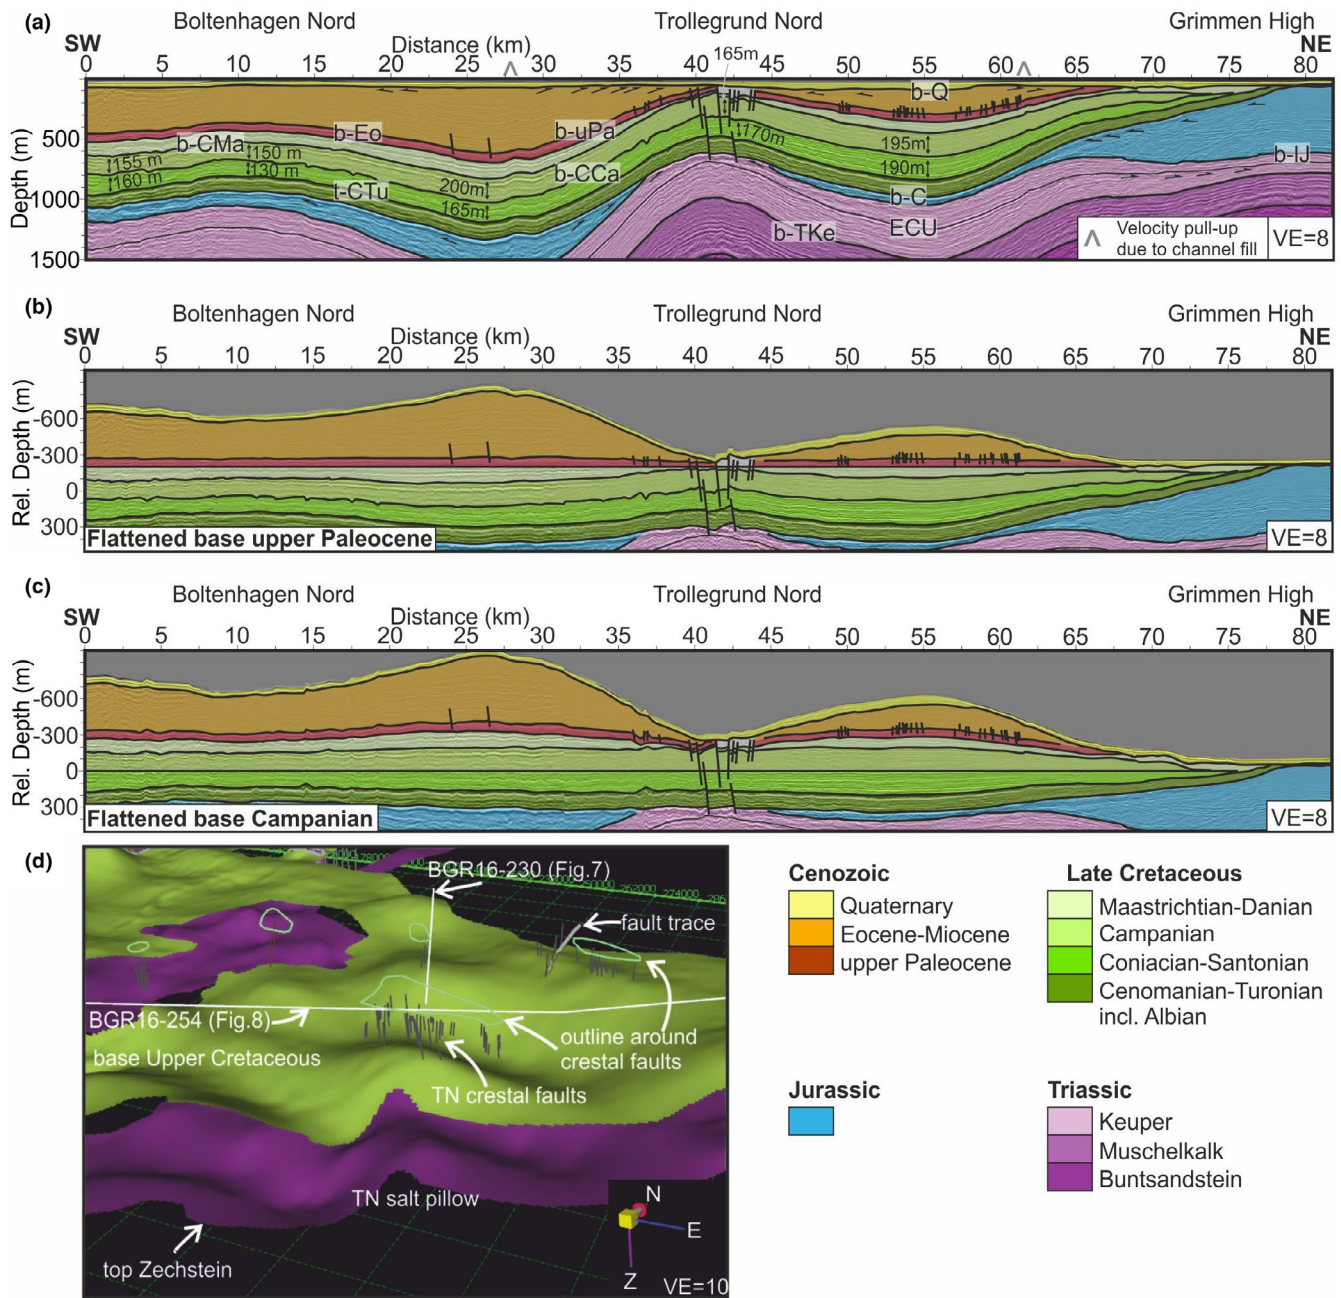 (a)
Boltenhagen Nord Trollegrund Nord Grimmen High
SW Distance (km) 165m NE
0 5 10 15 20 25 30 35 40 45 50 55 60 65 70 75 80
Depth (m)
500
1000
1500
b-CMa
b-Eo
b-uPa
b-Q
155 m
150 m
160 m
130 m
t-CTu
200m
165m
b-CCa
170m
195m
190m
b-C
ECU
b-TKe
b-lJ
^ Velocity pull-up
due to channel fill
VE=8
(b)
Boltenhagen Nord Trollegrund Nord Grimmen High
SW Distance (km) NE
0 5 10 15 20 25 30 35 40 45 50 55 60 65 70 75 80
Rel. Depth (m)
-600
-300
0
300
Flattened base upper Paleocene
VE=8
(c)
Boltenhagen Nord Trollegrund Nord Grimmen High
SW Distance (km) NE
0 5 10 15 20 25 30 35 40 45 50 55 60 65 70 75 80
Rel. Depth (m)
-600
-300
0
300
Flattened base Campanian
VE=8
(d)
BGR16-230 (Fig.7)
250000 262000 274000
fault trace
BGR16-254 (Fig.8)
base Upper Cretaceous
outline around
crestal faults
TN crestal faults
TN salt pillow
top Zechstein
N
E
Z
VE=10
Cenozoic
Quaternary
Eocene-Miocene
upper Paleocene
Late Cretaceous
Maastrichtian-Danian
Campanian
Coniacian-Santonian
Cenomanian-Turonian
incl. Albian
Jurassic
Triassic
Keuper
Muschelkalk
Buntsandstein